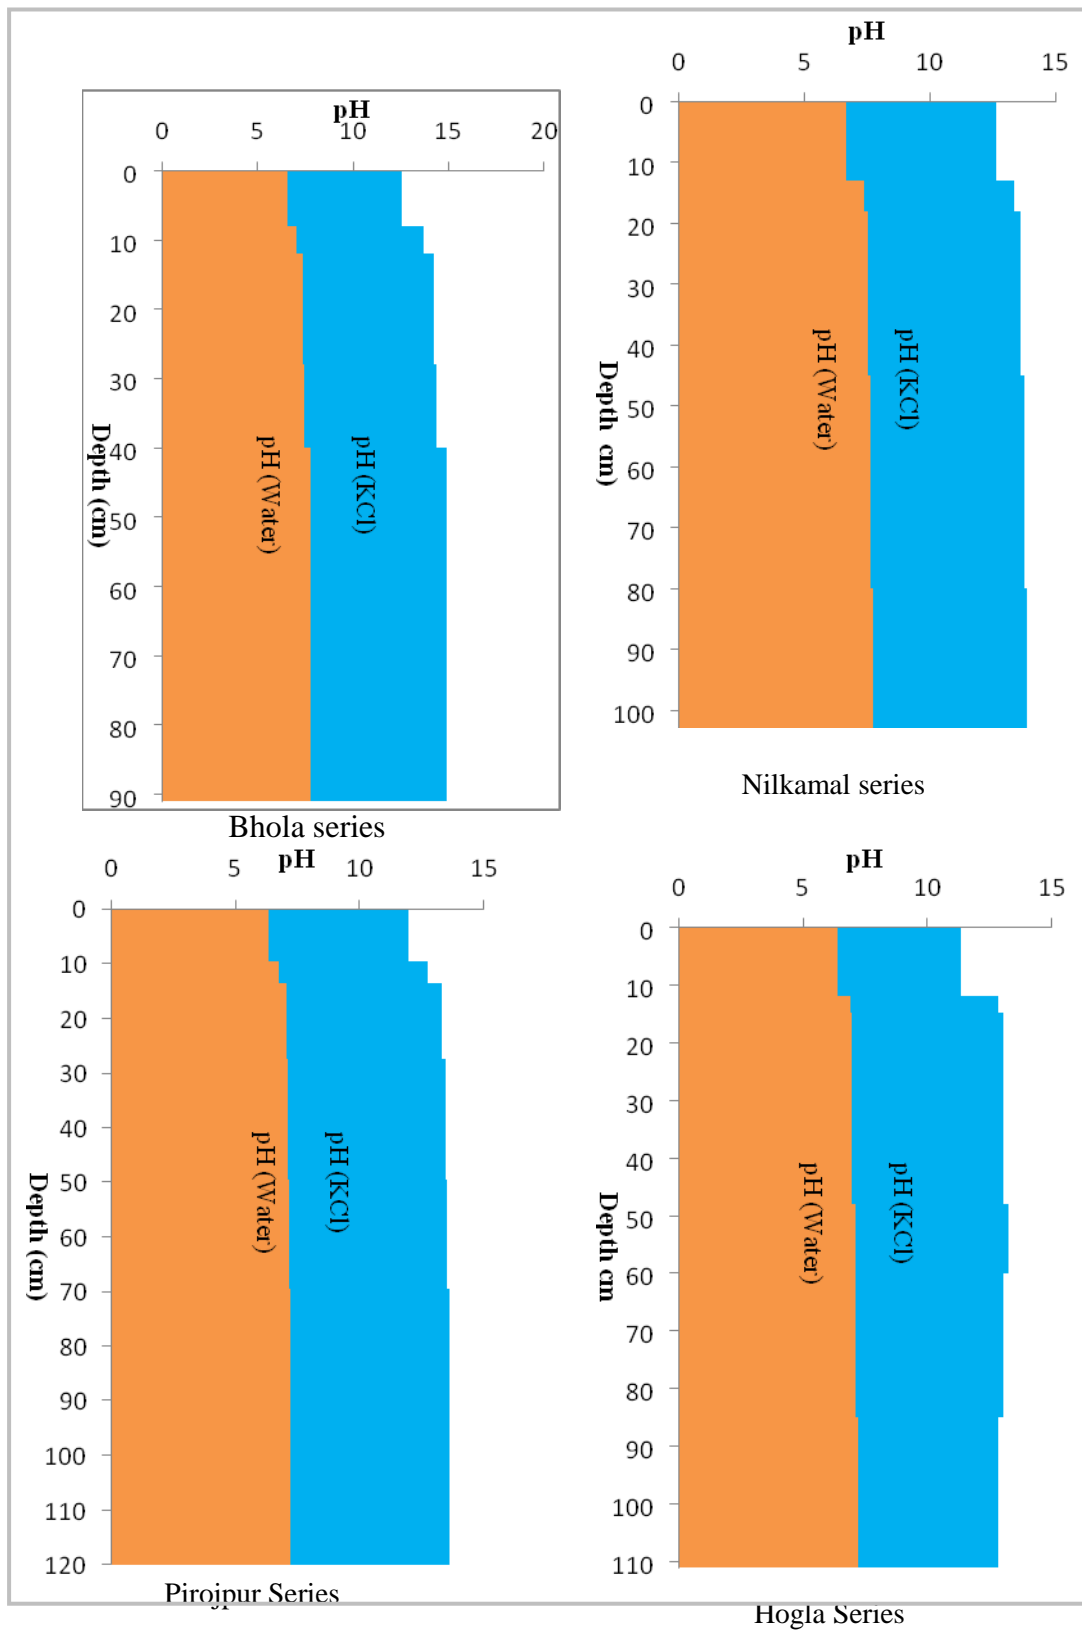 pH
0 5 10 15 20
0
10
20
30
40
50
60
70
80
90
Depth (cm)
pH (Water)
pH (KCl)
Bhola series
pH
0 5 10 15
0
10
20
30
40
50
60
70
80
90
100
Depth cm)
pH (Water)
pH (KCl)
Nilkamal series
pH
0 5 10 15
0
10
20
30
40
50
60
70
80
90
100
110
120
Depth (cm)
pH (Water)
pH (KCl)
Pirojpur Series
pH
0 5 10 15
0
10
20
30
40
50
60
70
80
90
100
110
Depth cm
pH (Water)
pH (KCl)
Hogla Series